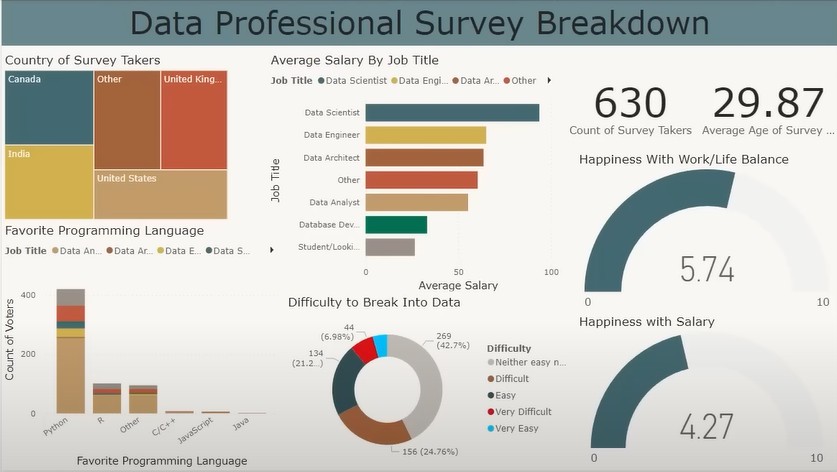 Data Professional Survey Breakdown
Country of Survey Takers
Canada
Other
United King...
India
United States
Average Salary By Job Title
Job Title Data Scientist Data Engi... Data Ar... Other
Job Title
Data Scientist
Data Engineer
Data Architect
Other
Data Analyst
Database Dev...
Student/Looki...
0 50 100
Average Salary
630
Count of Survey Takers
29.87
Average Age of Survey ...
Happiness With Work/Life Balance
5.74
0 10
Favorite Programming Language
Job Title Data An... Data Ar... Data E... Data S...
Count of Voters
400
200
0
Python
R
Other
C/C++
JavaScript
Java
Favorite Programming Language
Difficulty to Break Into Data
44
(6.98%)
269
(42.7%)
134
(21.2...)
156 (24.76%)
Difficulty
Neither easy n...
Difficult
Easy
Very Difficult
Very Easy
Happiness with Salary
4.27
0 10